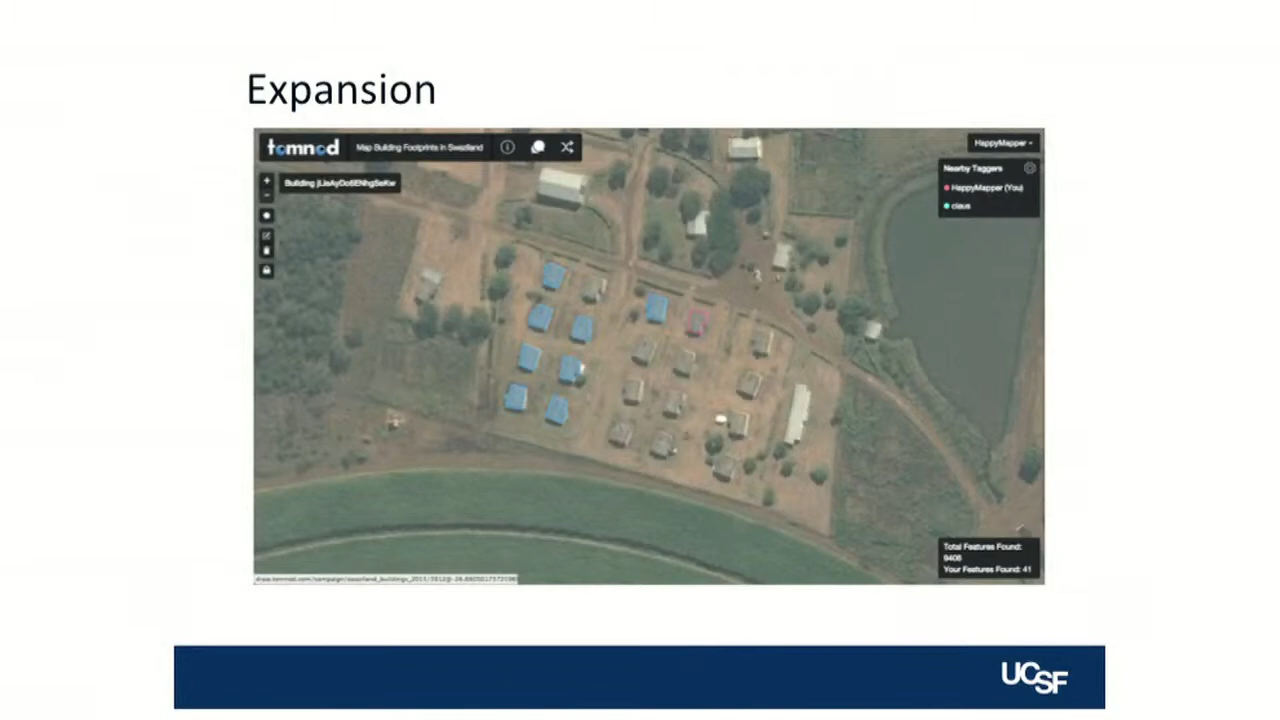 Expansion
tomnod
Map Building Footprints in Swaziland
HappyMapper
Nearby Taggers
HappyMapper (You)
claus
Total Features Found:
9408
Your Features Found: 41
UCSF